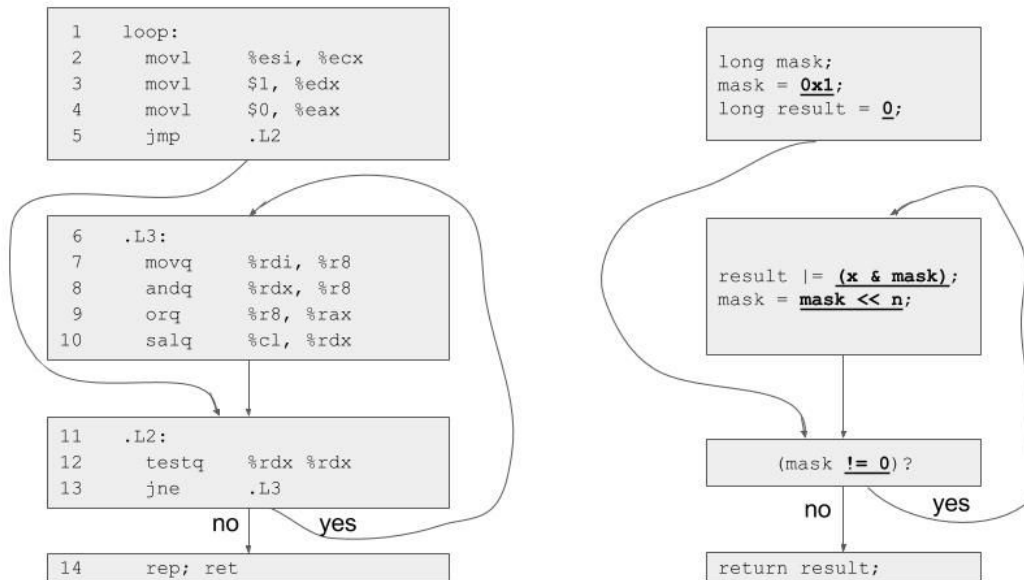 1 loop:
2 movl %esi, %ecx
3 movl $1, %edx
4 movl $0, %eax
5 jmp .L2
6 .L3:
7 movq %rdi, %r8
8 andq %rdx, %r8
9 orq %r8, %rax
10 salq %cl, %rdx
11 .L2:
12 testq %rdx %rdx
13 jne .L3
no yes
14 rep; ret
long mask;
mask = 0x1;
long result = 0;
result |= (x & mask);
mask = mask << n;
(mask != 0)?
no yes
return result;